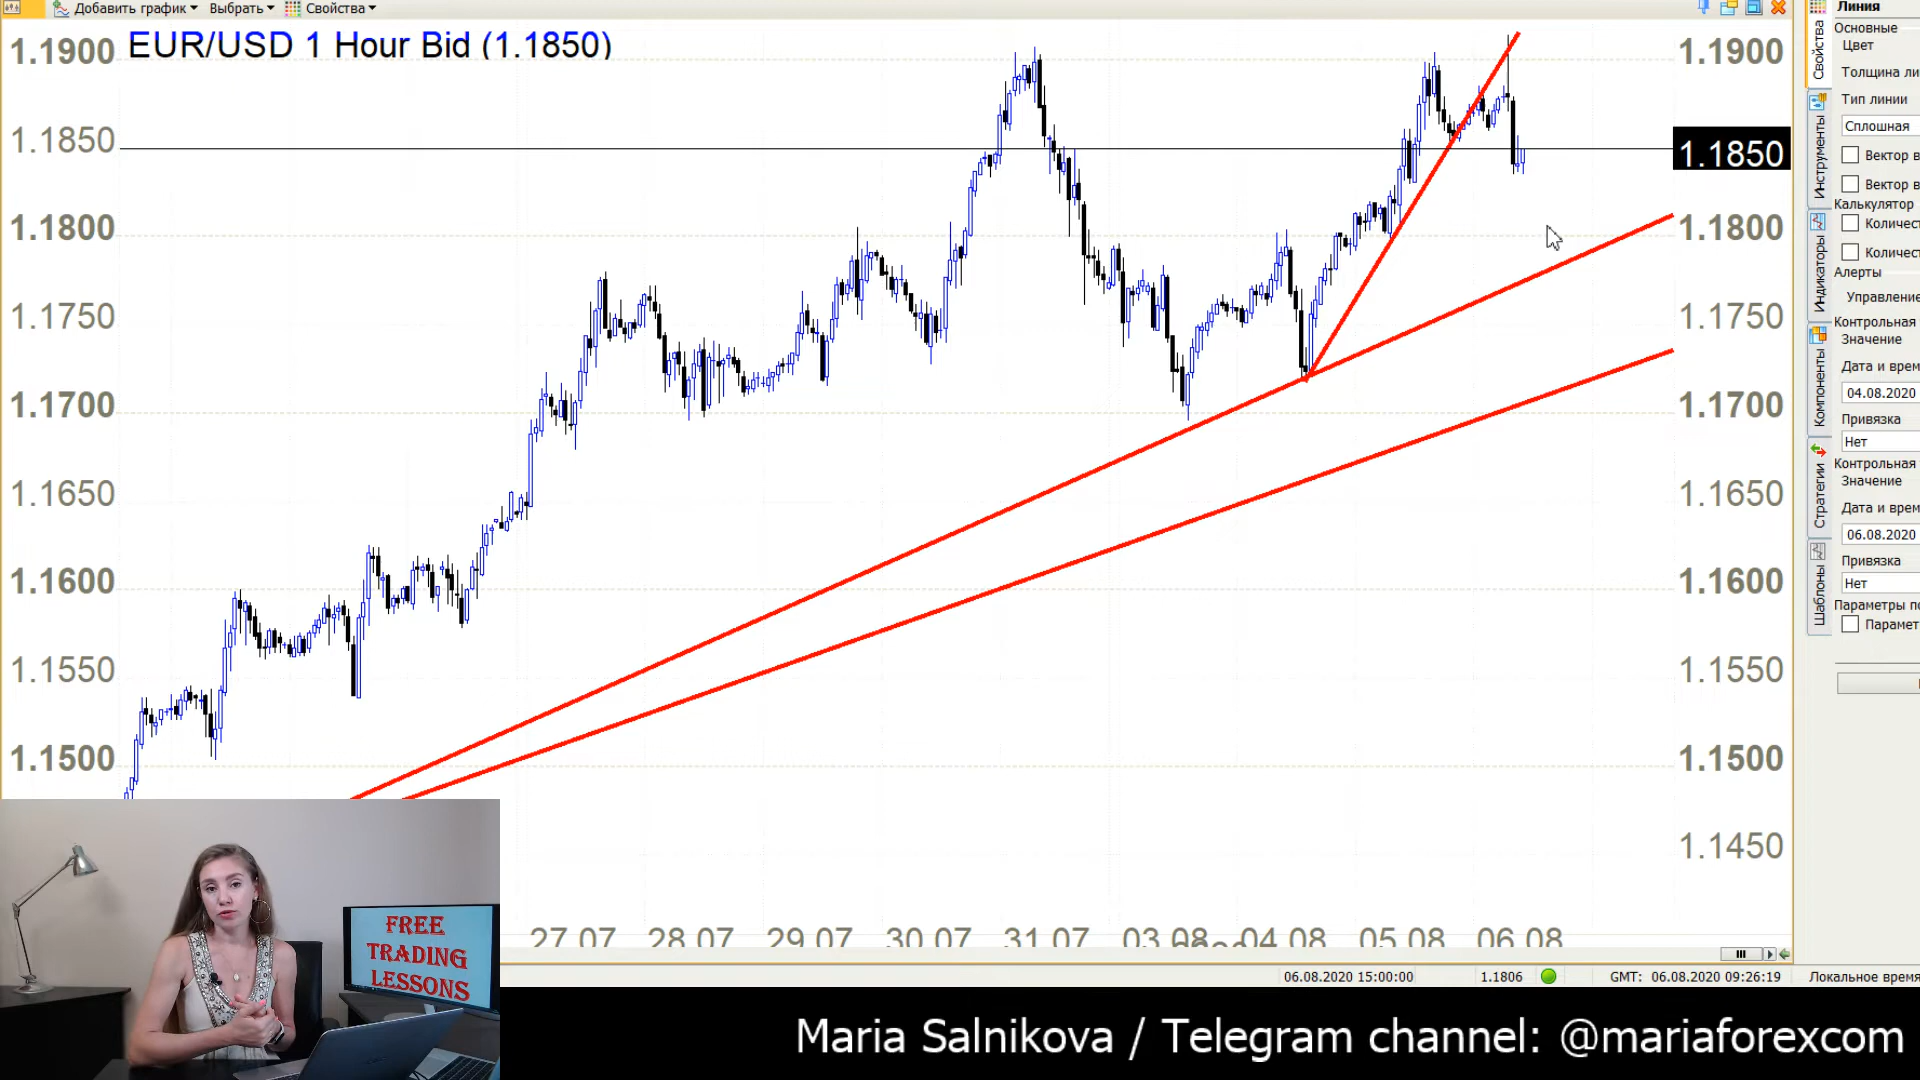 Добавить график Выбрать Свойства
EUR/USD 1 Hour Bid (1.1850)
1.1900
1.1850
1.1800
1.1750
1.1700
1.1650
1.1600
1.1550
1.1500
1.1900
1.1850
1.1800
1.1750
1.1700
1.1650
1.1600
1.1550
1.1500
1.1450
27.07 28.07 29.07 30.07 31.07 03.08 04.08 05.08 06.08
06.08.2020 15:00:00 1.1806 GMT: 06.08.2020 09:26:19 Локальное время
Свойства
Инструменты
Индикаторы
Компоненты
Стратегии
Шаблоны
Линия
Основные
Цвет
Толщина ли
Тип линии
Сплошная
Вектор в
Вектор в
Калькулятор
Количест
Количест
Алерты
Управление
Контрольная
Значение
Дата и врем
04.08.2020
Привязка
Нет
Контрольная
Значение
Дата и врем
06.08.2020
Привязка
Нет
Параметры по
Парамет
FREE
TRADING
LESSONS
Maria Salnikova / Telegram channel: @mariaforexcom